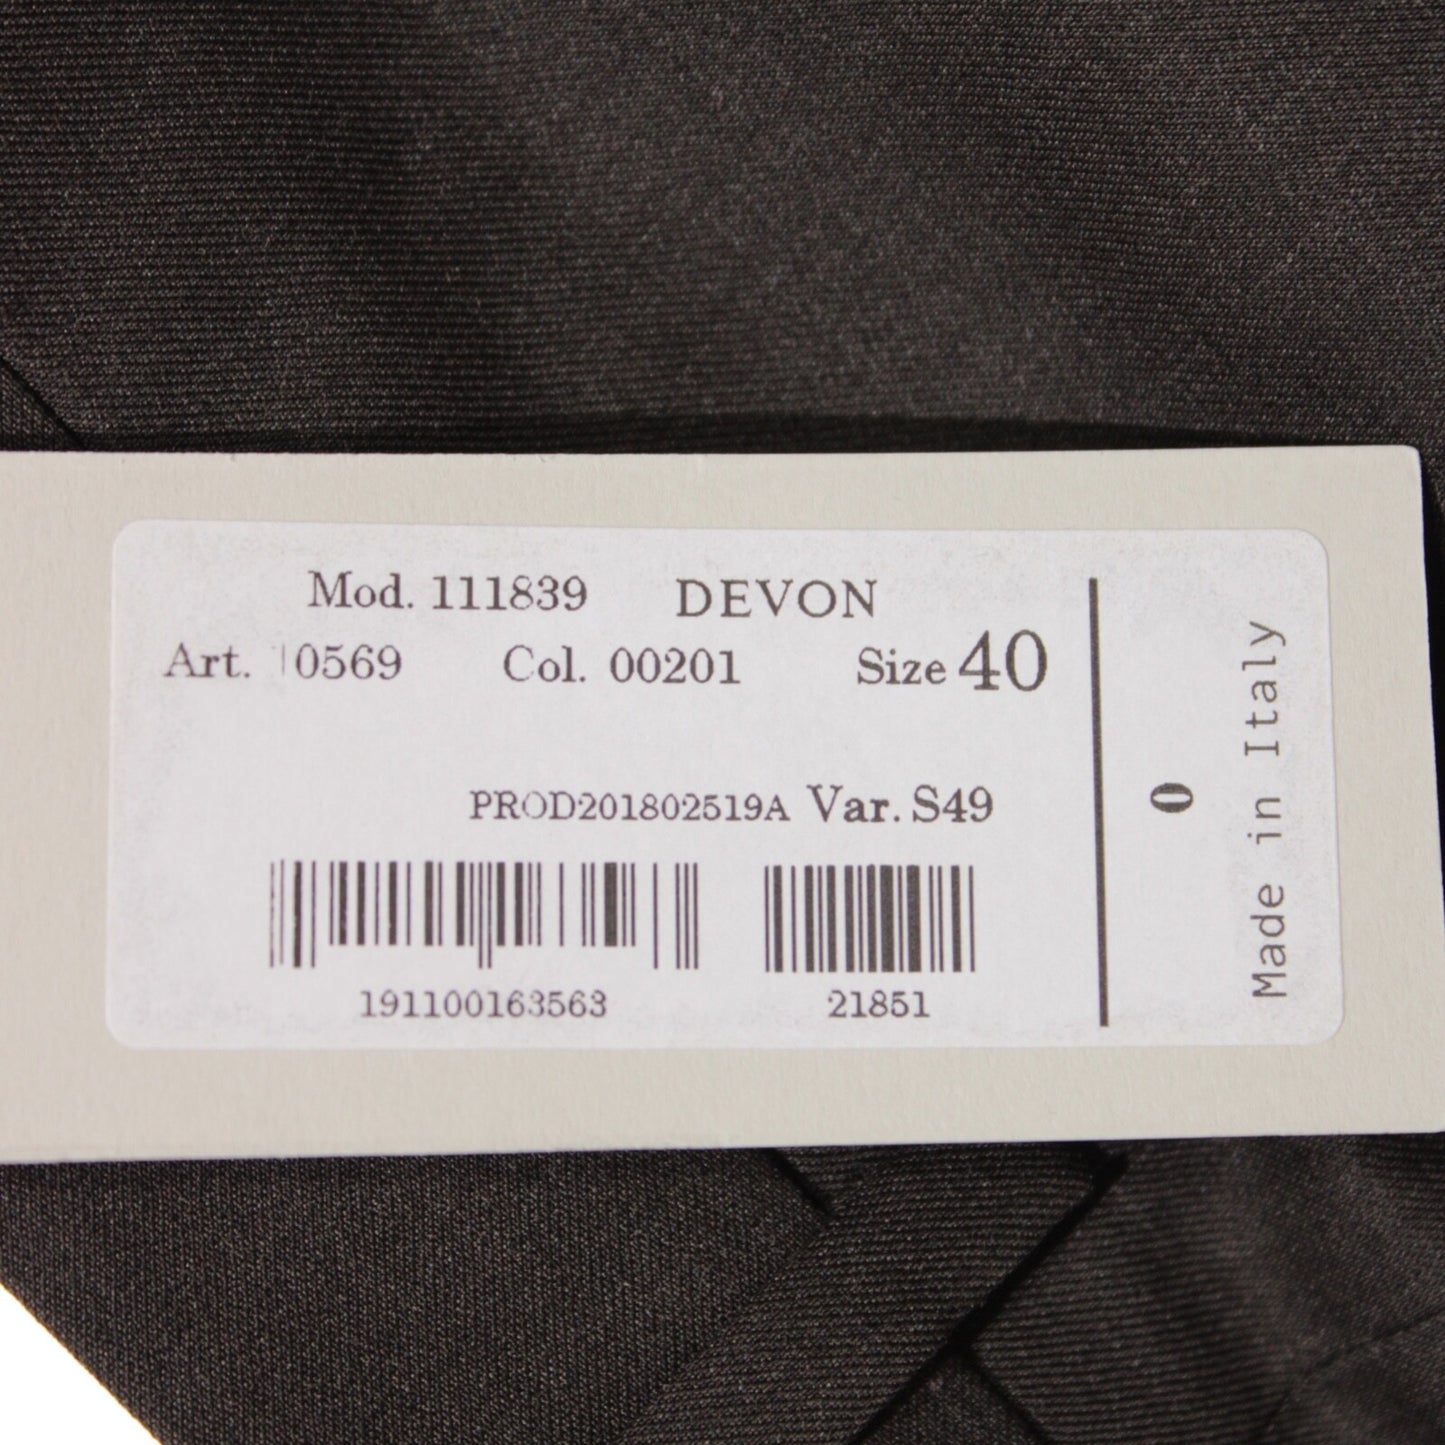 Mod. 111839 DEVON
Art. 10569 Col. 00201 Size 40
PROD201802519A Var. S49
191100163563 21851
0
Made in Italy